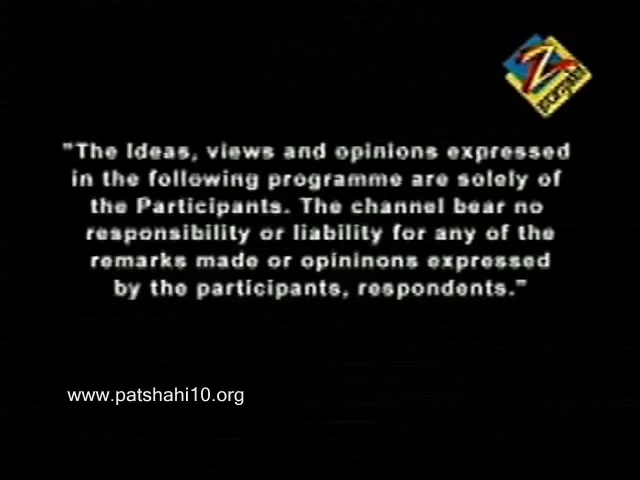 "The Ideas, views and opinions expressed
in the following programme are solely of
the Participants. The channel bear no
responsibility or liability for any of the
remarks made or opininons expressed
by the participants, respondents."
www.patshahi10.org